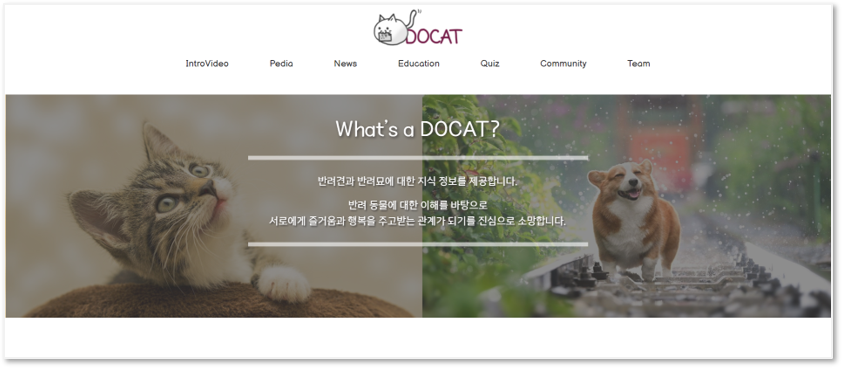 DOCAT
IntroVideo Pedia News Education Quiz Community Team
What's a DOCAT?
반려견과 반려묘에 대한 지식 정보를 제공합니다.
반려 동물에 대한 이해를 바탕으로
서로에게 즐거움과 행복을 주고받는 관계가 되기를 진심으로 소망합니다.